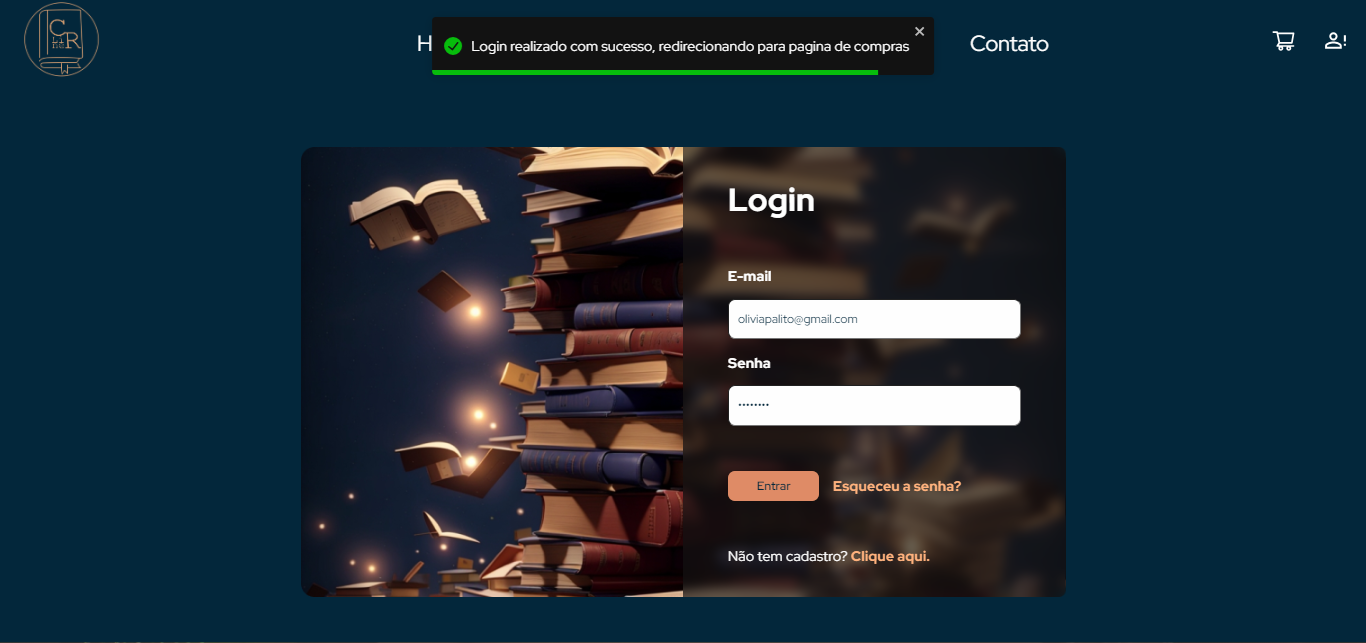 CR
H
Login realizado com sucesso, redirecionando para pagina de compras
Contato
Login
E-mail
oliviapalito@gmail.com
Senha
••••••••
Entrar
Esqueceu a senha?
Não tem cadastro? Clique aqui.